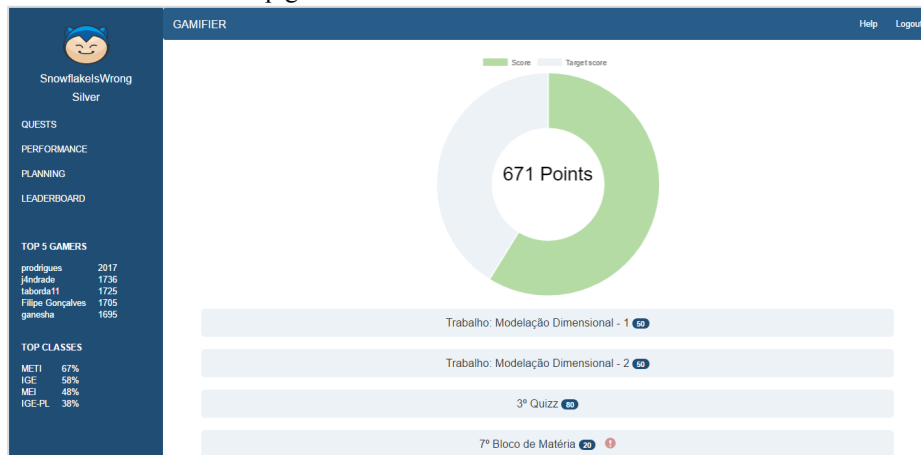 GAMIFIER
Help Logout
SnowflakeIsWrong
Silver
QUESTS
PERFORMANCE
PLANNING
LEADERBOARD
TOP 5 GAMERS
prodrigues 2017
j4ndrade 1736
taborda11 1725
Filipe Gonçalves 1705
ganesha 1695
TOP CLASSES
METI 67%
IGE 58%
MEI 48%
IGE-PL 38%
Score Target score
671 Points
Trabalho: Modelação Dimensional - 1 50
Trabalho: Modelação Dimensional - 2 50
3º Quizz 80
7º Bloco de Matéria 20 !